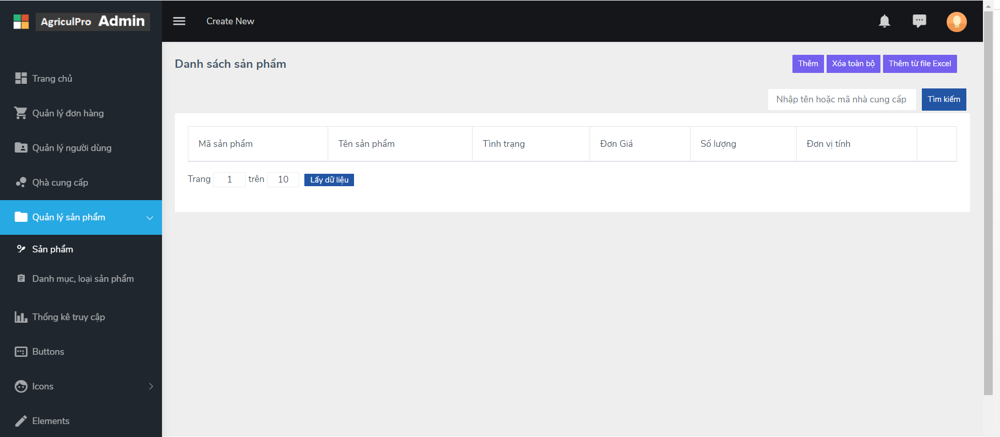 AgriculPro Admin
Create New
Trang chủ
Quản lý đơn hàng
Quản lý người dùng
Qhà cung cấp
Quản lý sản phẩm
Sản phẩm
Danh mục, loại sản phẩm
Thống kê truy cập
Buttons
Icons
Elements
Danh sách sản phẩm
Thêm Xóa toàn bộ Thêm từ file Excel
Nhập tên hoặc mã nhà cung cấp Tìm kiếm
Mã sản phẩm Tên sản phẩm Tình trạng Đơn Giá Số lượng Đơn vị tính
Trang 1 trên 10 Lấy dữ liệu